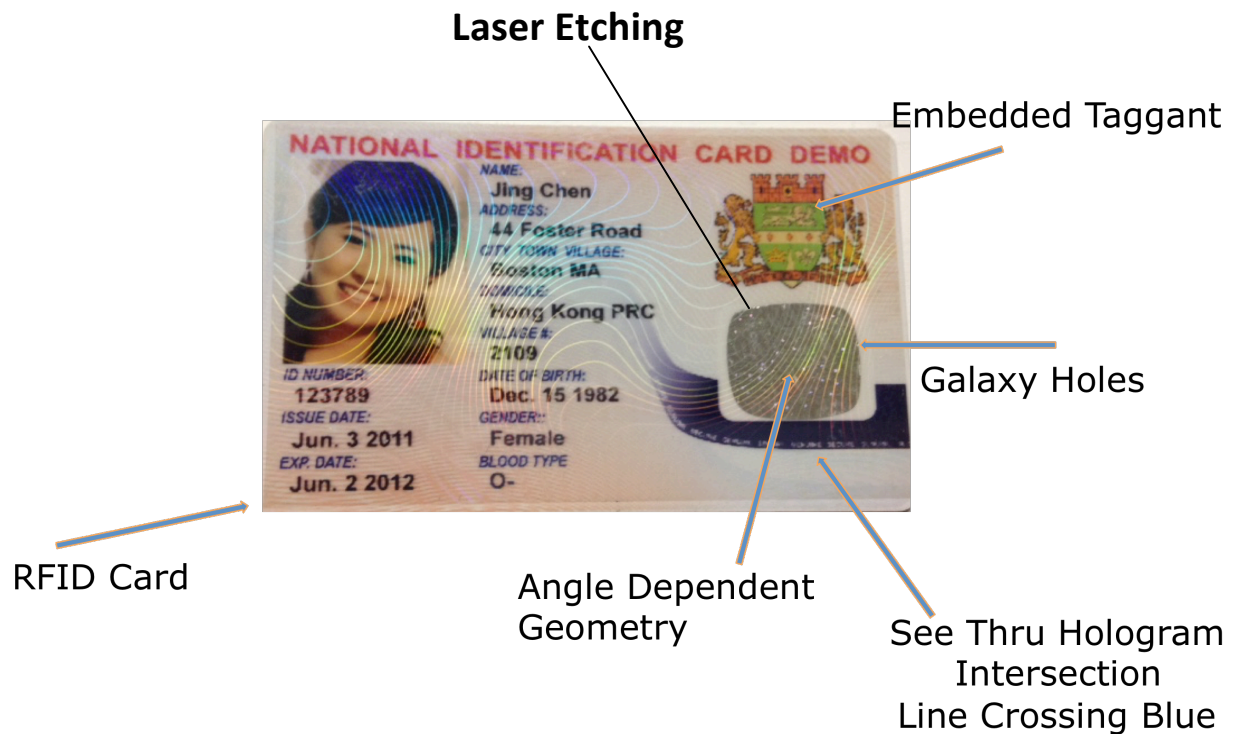 Laser Etching
Embedded Taggant
NATIONAL IDENTIFICATION CARD DEMO
NAME:
Jing Chen
ADDRESS:
44 Foster Road
CITY TOWN VILLAGE:
Boston MA
DOMICILE:
Hong Kong PRC
VILLAGE #:
2109
ID NUMBER:
123789
DATE OF BIRTH:
Dec. 15 1982
ISSUE DATE:
Jun. 3 2011
GENDER::
Female
EXP. DATE:
Jun. 2 2012
BLOOD TYPE
O-
Galaxy Holes
RFID Card
Angle Dependent
Geometry
See Thru Hologram
Intersection
Line Crossing Blue